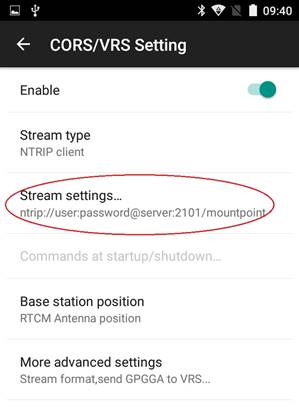 09:40
CORS/VRS Setting
Enable
Stream type
NTRIP client
Stream settings…
ntrip://user:password@server:2101/mountpoint
Commands at startup/shutdown…
Base station position
RTCM Antenna position
More advanced settings
Stream format,send GPGGA to VRS...